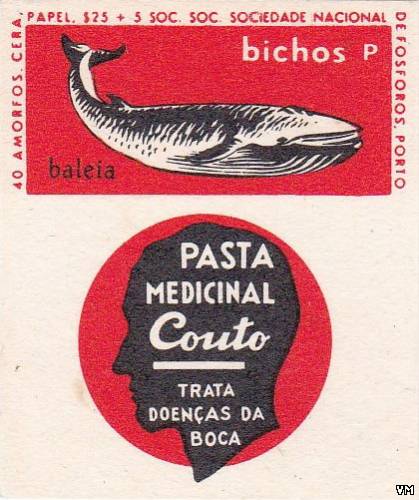 40 AMORFOS. CERA.
PAPEL, $25 + 5 SOC. SOC. SOCIEDADE NACIONAL
DE FOSFOROS, PORTO
bichos P
baleia
PASTA
MEDICINAL
Couto
TRATA
DOENÇAS DA
BOCA
VM